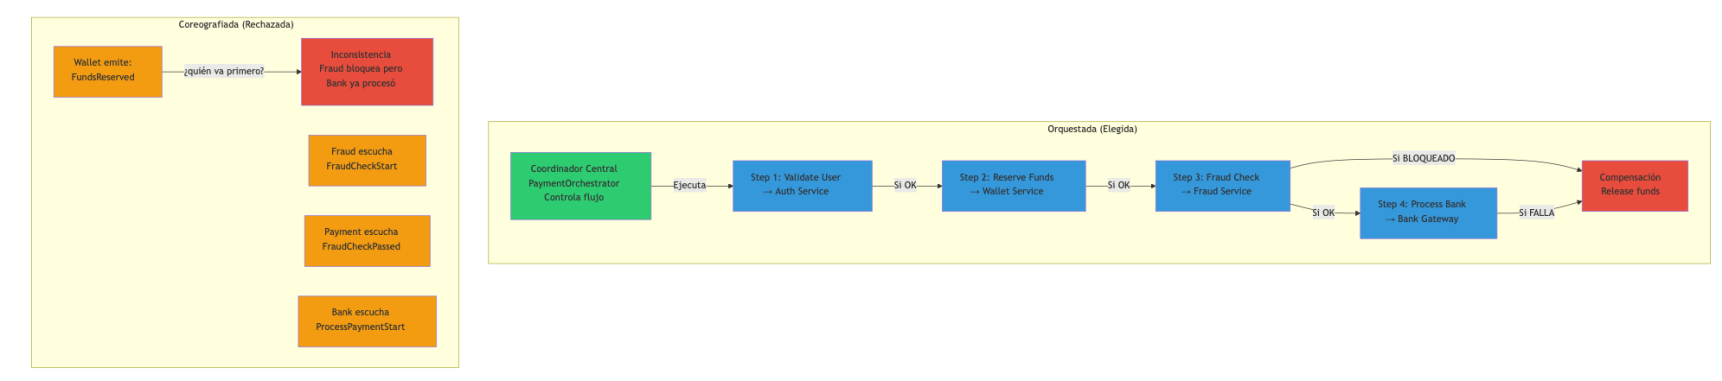 Coreografiada (Rechazada)
Wallet emite:
FundsReserved
¿quién va primero?
Inconsistencia
Fraud bloquea pero
Bank ya procesó
Fraud escucha
FraudCheckStart
Payment escucha
FraudCheckPassed
Bank escucha
ProcessPaymentStart
Orquestada (Elegida)
Coordinador Central
PaymentOrchestrator
Controla flujo
Ejecuta
Step 1: Validate User
→ Auth Service
Si OK
Step 2: Reserve Funds
→ Wallet Service
Si OK
Step 3: Fraud Check
→ Fraud Service
Si BLOQUEADO
Si OK
Step 4: Process Bank
→ Bank Gateway
Si FALLA
Compensación
Release funds